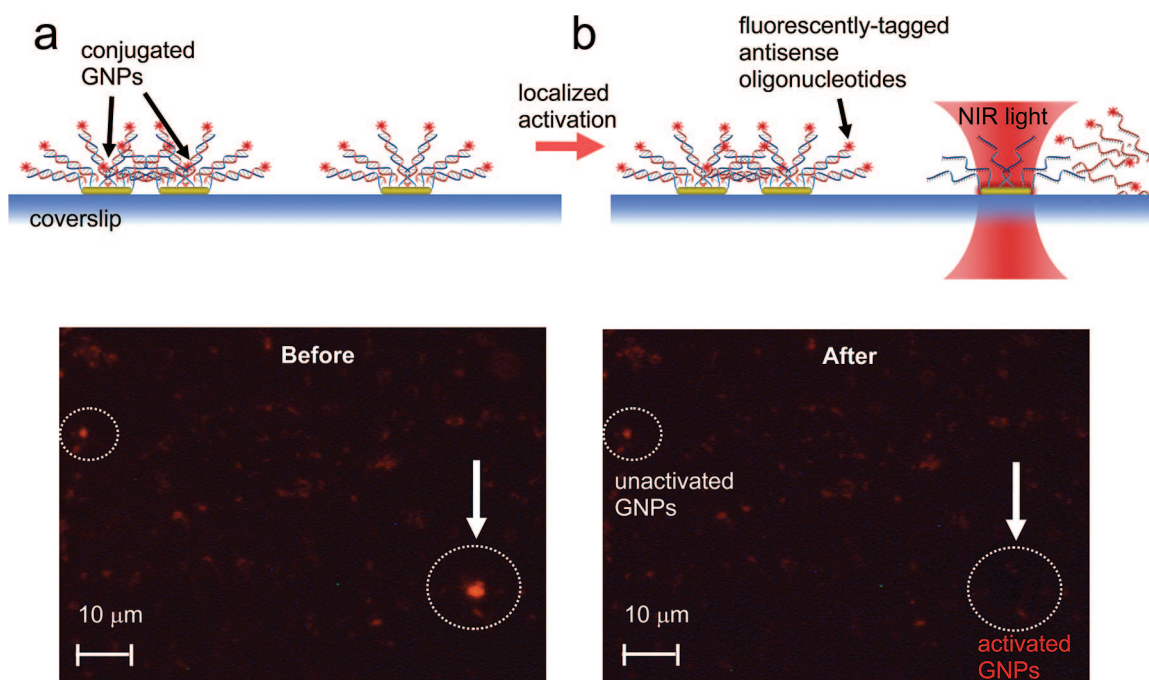 a
conjugated
GNPs
coverslip
localized
activation
b
fluorescently-tagged
antisense
oligonucleotides
NIR light
Before
10 μm
After
unactivated
GNPs
10 μm
activated
GNPs